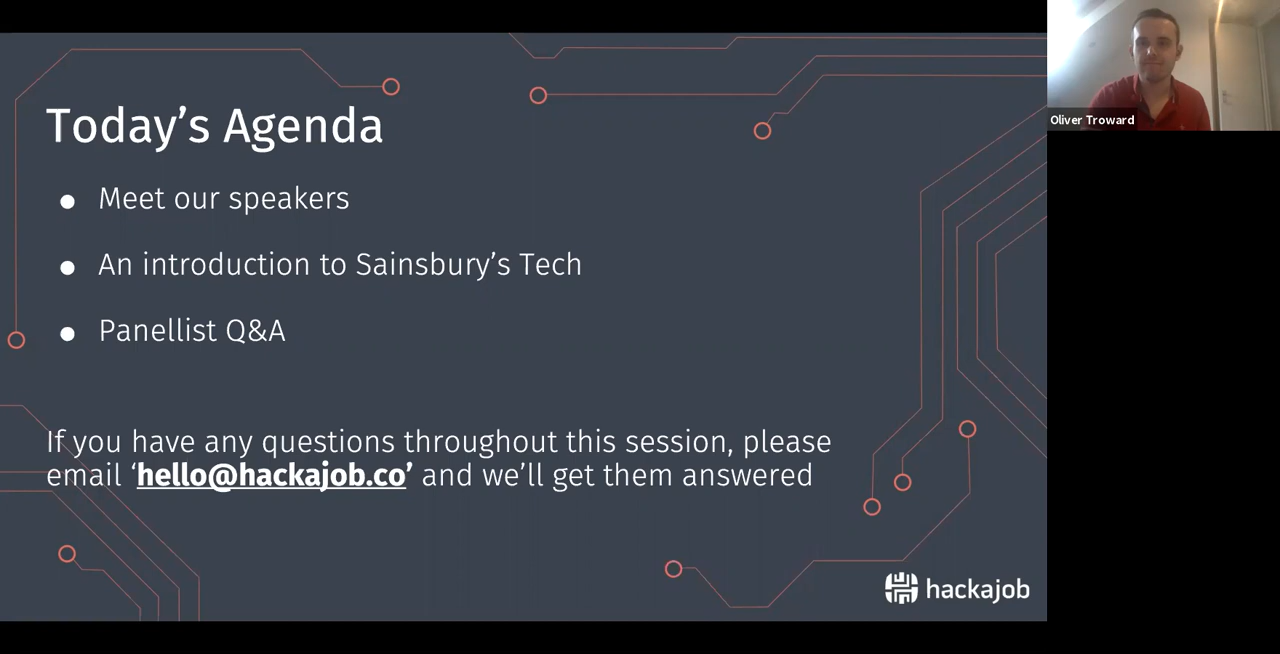 Today’s Agenda
● Meet our speakers
● An introduction to Sainsbury’s Tech
● Panellist Q&A
If you have any questions throughout this session, please
email ‘hello@hackajob.co’ and we’ll get them answered
hackajob
Oliver Troward